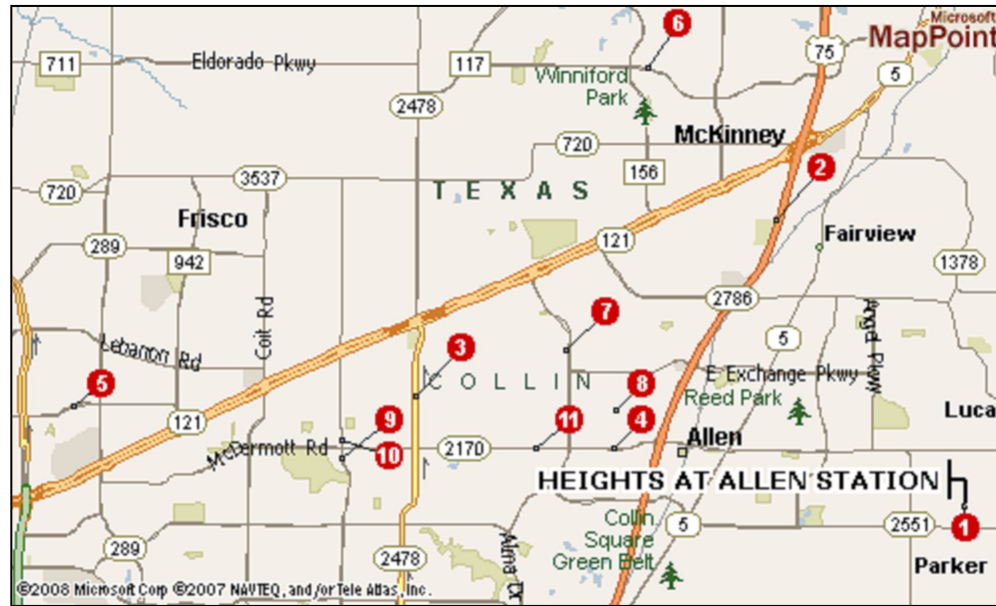 Microsoft
MapPoint
6
711
Eldorado Pkwy
117
75
5
Winniford
Park
2478
McKinney
720
720
3537
156
2
T E X A S
Frisco
121
Fairview
289
942
1378
2786
Coit Rd
7
Angel Pkwy
5
Lebanon Rd
3
5
C O L L I N
8
E Exchange Pkwy
Reed Park
Luca
121
9
11
4
McDermott Rd
2170
Allen
10
HEIGHTS AT ALLEN STATION
Collin
Square
Green Belt
5
2551
1
289
2478
Alma Dr
Parker
©2008 Microsoft Corp ©2007 NAVTEQ, and/or Tele Atlas, Inc.